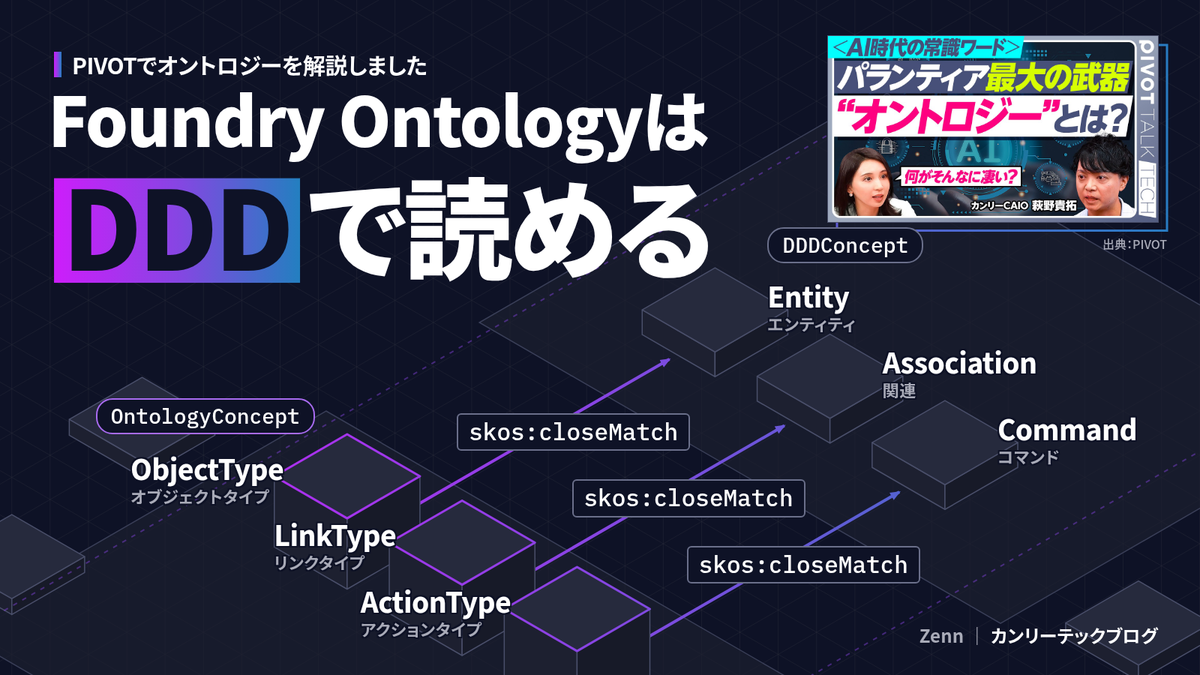 PIVOTでオントロジーを解説しました
Foundry Ontologyは
DDDで読める
<AI時代の常識ワード>
パランティア最大の武器
“オントロジー”とは?
AI
何がそんなに凄い?
カンリーCAIO 萩野貴拓
PIVOT TALK TECH
出典：PIVOT
DDDConcept
Entity
エンティティ
Association
関連
Command
コマンド
OntologyConcept
ObjectType
オブジェクトタイプ
LinkType
リンクタイプ
ActionType
アクションタイプ
skos:closeMatch
skos:closeMatch
skos:closeMatch
Zenn｜カンリーテックブログ